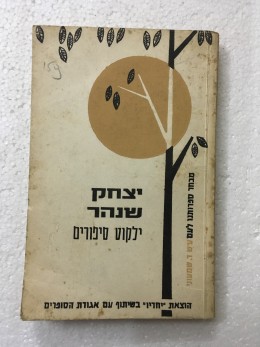 יצחק
שנהר
ילקוט סיפורים
מבחר ספרותנו לעם
הוצאת "יחדיו" בשיתוף עם אגודת הסופרים